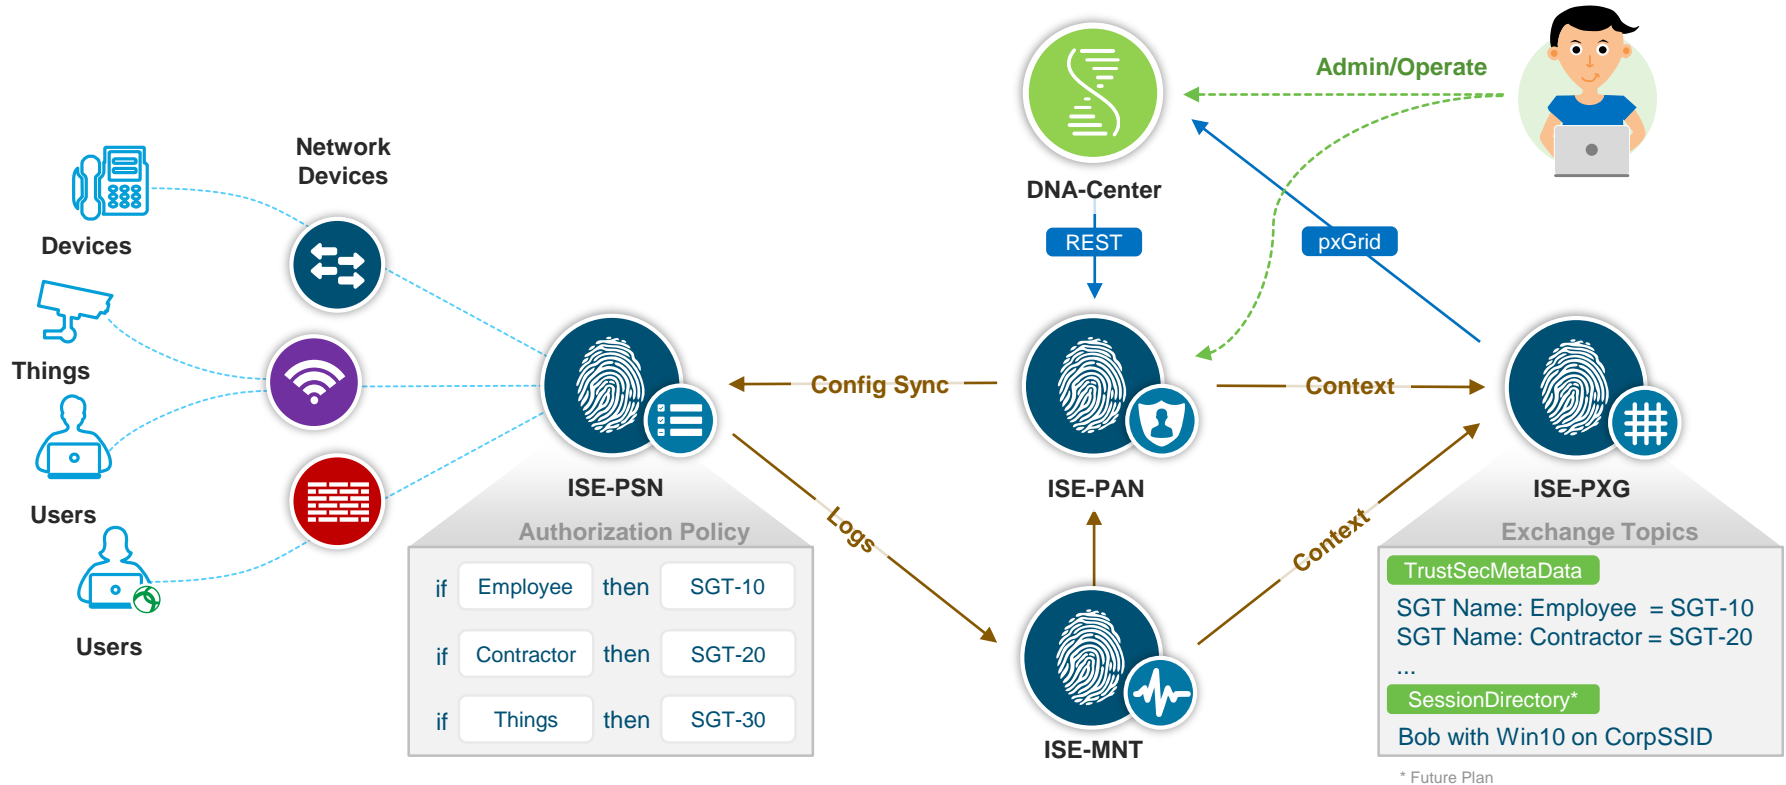 Admin/Operate
Network
Devices
DNA-Center
Devices
REST
pxGrid
Things
Config Sync
Context
Users
ISE-PSN
ISE-PAN
ISE-PXG
Authorization Policy
Logs
Context
Exchange Topics
TrustSecMetaData
if Employee then SGT-10
SGT Name: Employee = SGT-10
SGT Name: Contractor = SGT-20
...
Users
if Contractor then SGT-20
SessionDirectory*
if Things then SGT-30
Bob with Win10 on CorpSSID
ISE-MNT
* Future Plan